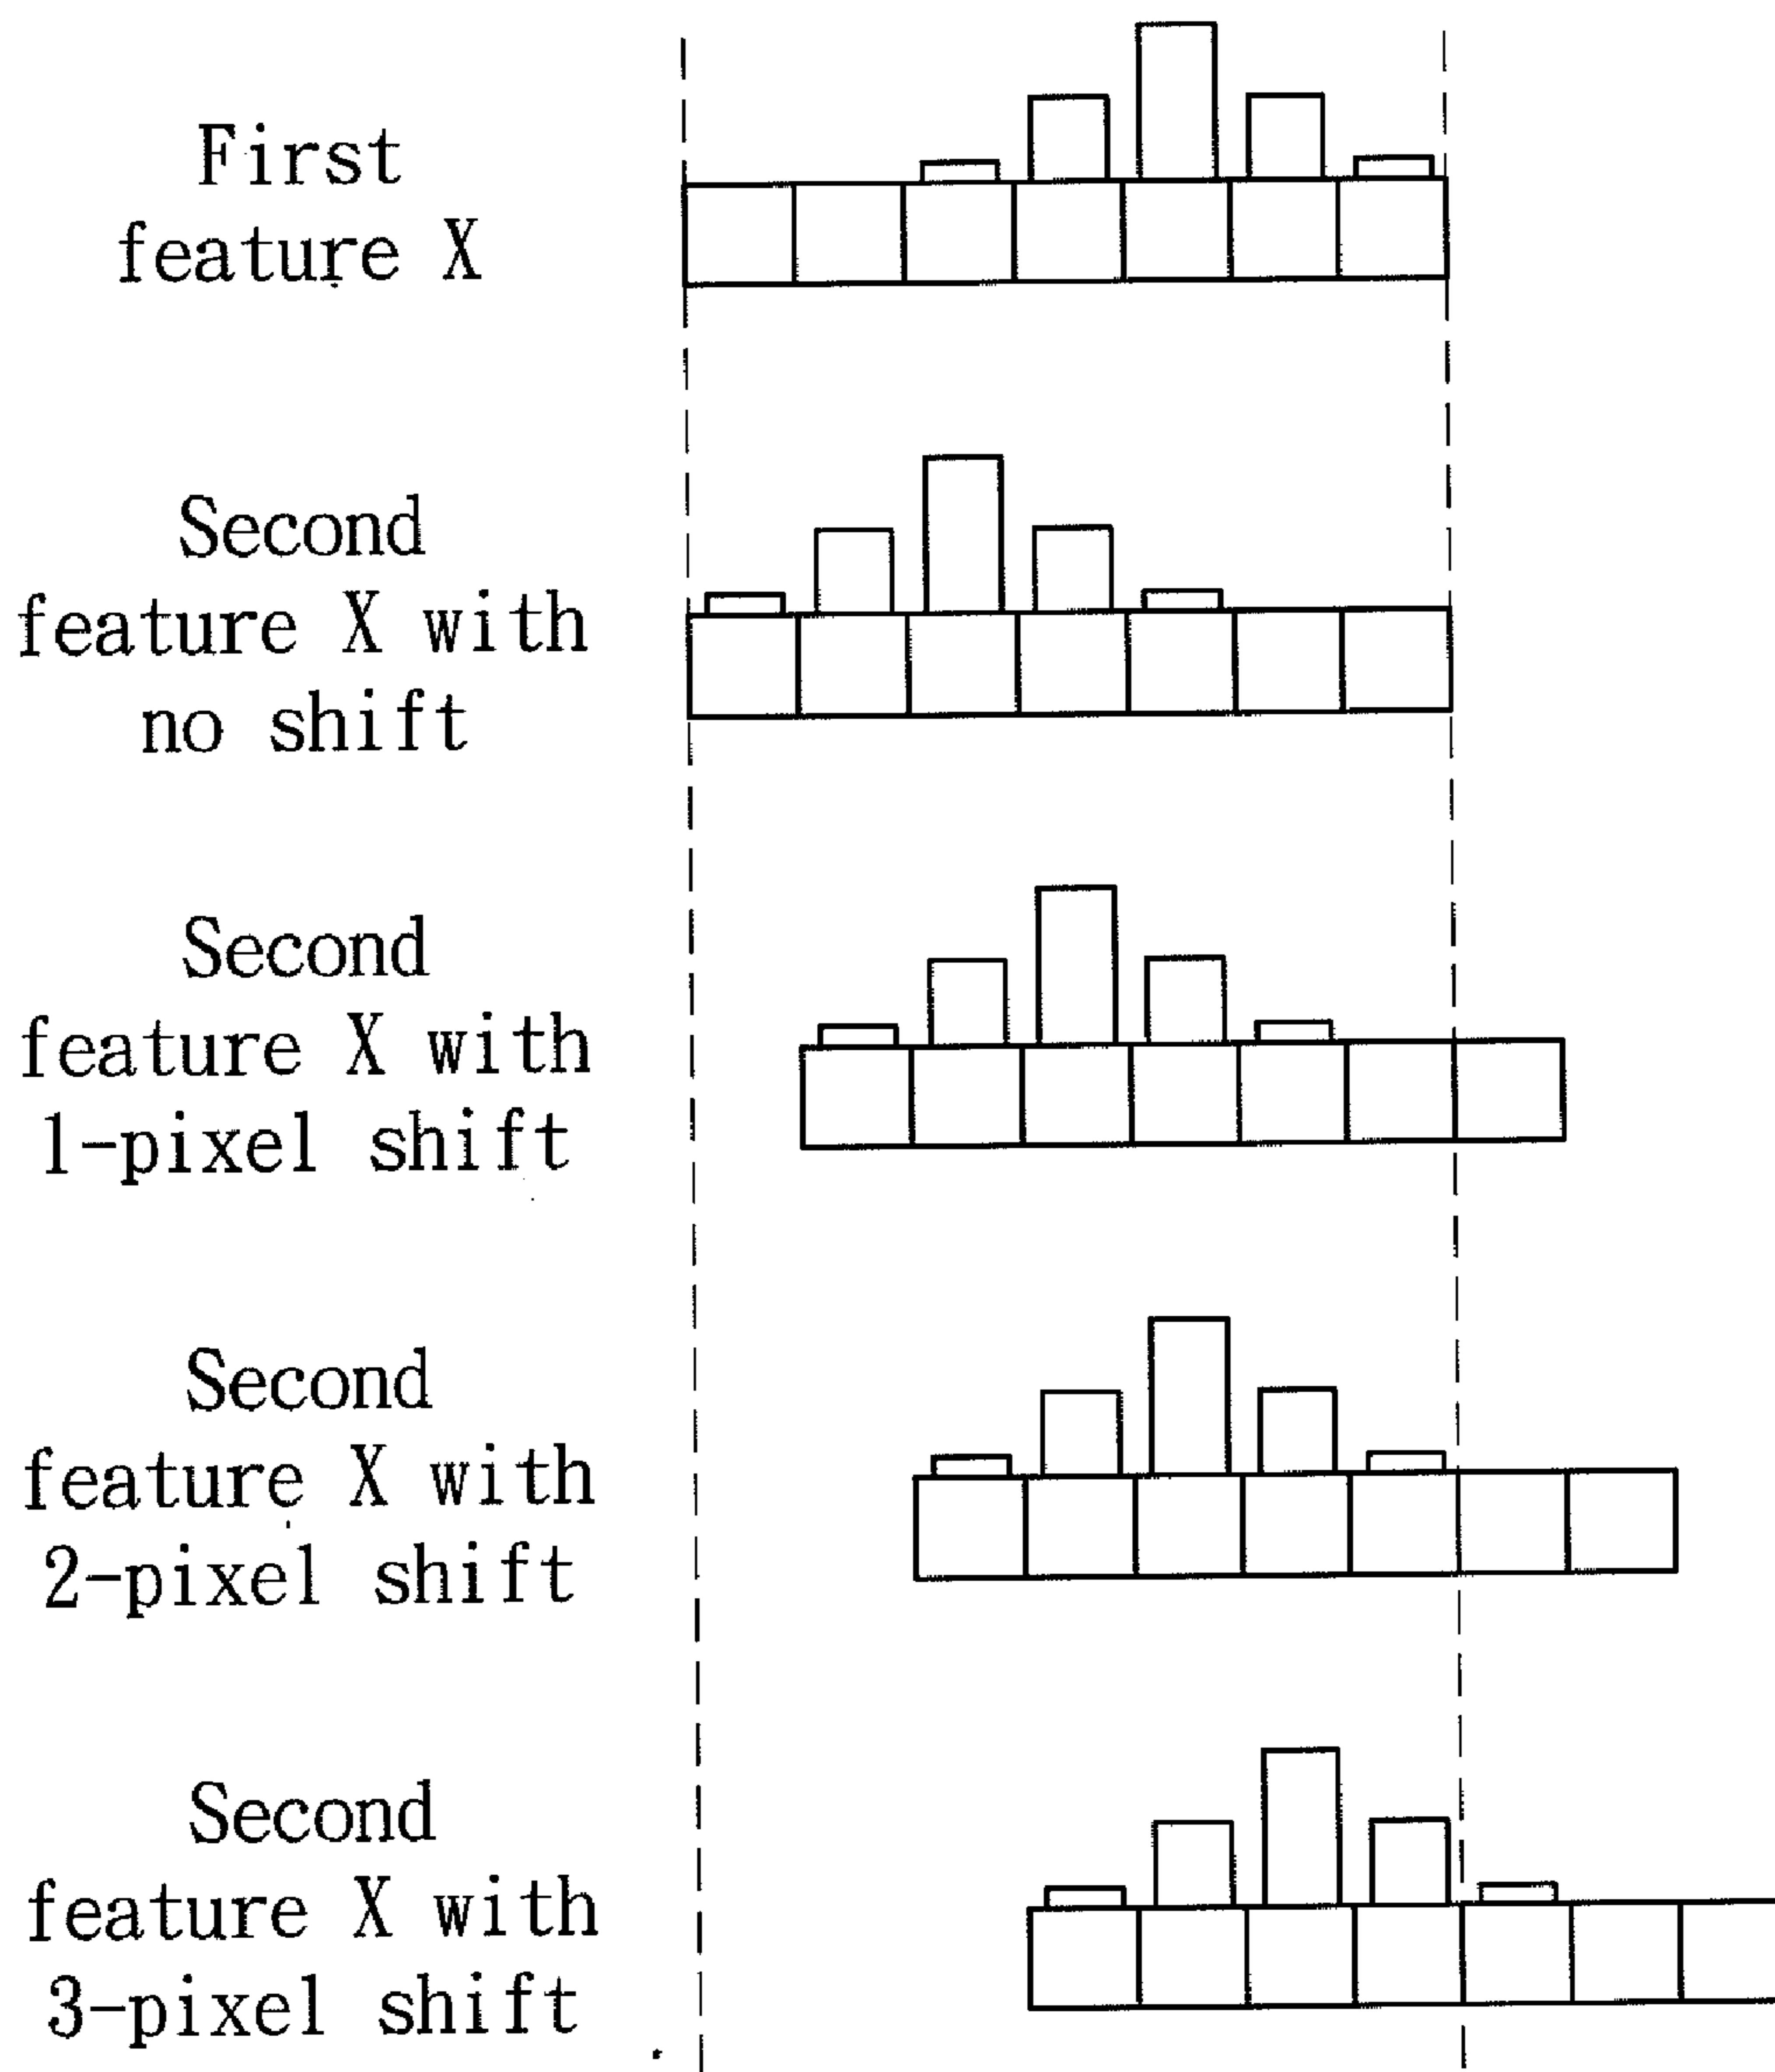 First
feature X
Second
feature X with
no shift
Second
feature X with
1-pixel shift
Second
feature X with
2-pixel shift
Second
feature X with
3-pixel shift